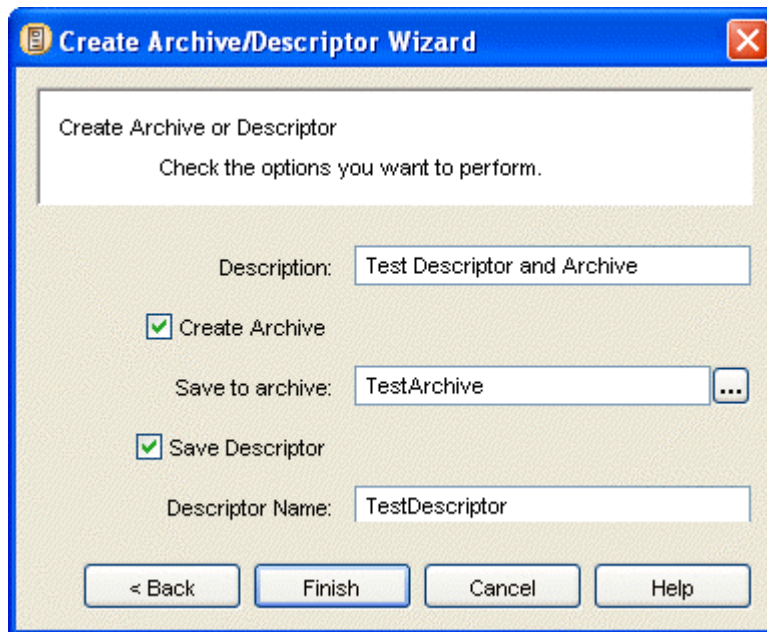 Create Archive/Descriptor Wizard
Create Archive or Descriptor
Check the options you want to perform.
Description: Test Descriptor and Archive
Create Archive
Save to archive: TestArchive ...
Save Descriptor
Descriptor Name: TestDescriptor
< Back Finish Cancel Help